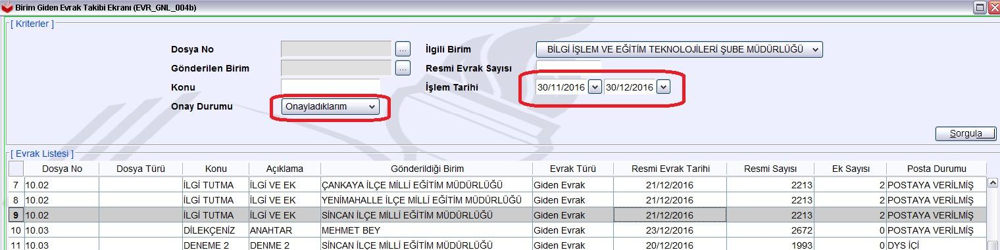 Birim Giden Evrak Takibi Ekranı (EVR_GNL_004b)
[ Kriterler ]
Dosya No ... İlgili Birim BİLGİ İŞLEM VE EĞİTİM TEKNOLOJİLERİ ŞUBE MÜDÜRLÜĞÜ
Gönderilen Birim ... Resmi Evrak Sayısı
Konu İşlem Tarihi 30/11/2016 30/12/2016
Onay Durumu Onayladıklarım
Sorgula
[ Evrak Listesi ]
Dosya No Dosya Türü Konu Açıklama Gönderildiği Birim Evrak Türü Resmi Evrak Tarihi Resmi Sayısı Ek Sayısı Posta Durumu
7 10.02 İLGİ TUTMA İLGİ VE EK ÇANKAYA İLÇE MİLLİ EĞİTİM MÜDÜRLÜĞÜ Giden Evrak 21/12/2016 2213 2 POSTAYA VERİLMİŞ
8 10.02 İLGİ TUTMA İLGİ VE EK YENİMAHALLE İLÇE MİLLİ EĞİTİM MÜDÜRLÜĞÜ Giden Evrak 21/12/2016 2213 2 POSTAYA VERİLMİŞ
9 10.02 İLGİ TUTMA İLGİ VE EK SİNCAN İLÇE MİLLİ EĞİTİM MÜDÜRLÜĞÜ Giden Evrak 21/12/2016 2213 2 POSTAYA VERİLMİŞ
10 10.03 DİLEKÇENİZ ANAHTAR MEHMET BEY Giden Evrak 23/12/2016 2672 0 POSTAYA VERİLMİŞ
11 10.03 DENEME 2 DENME 2 SİNCAN İLÇE MİLLİ EĞİTİM MÜDÜRLÜĞÜ Giden Evrak 20/12/2016 1993 0 DYS İÇİ